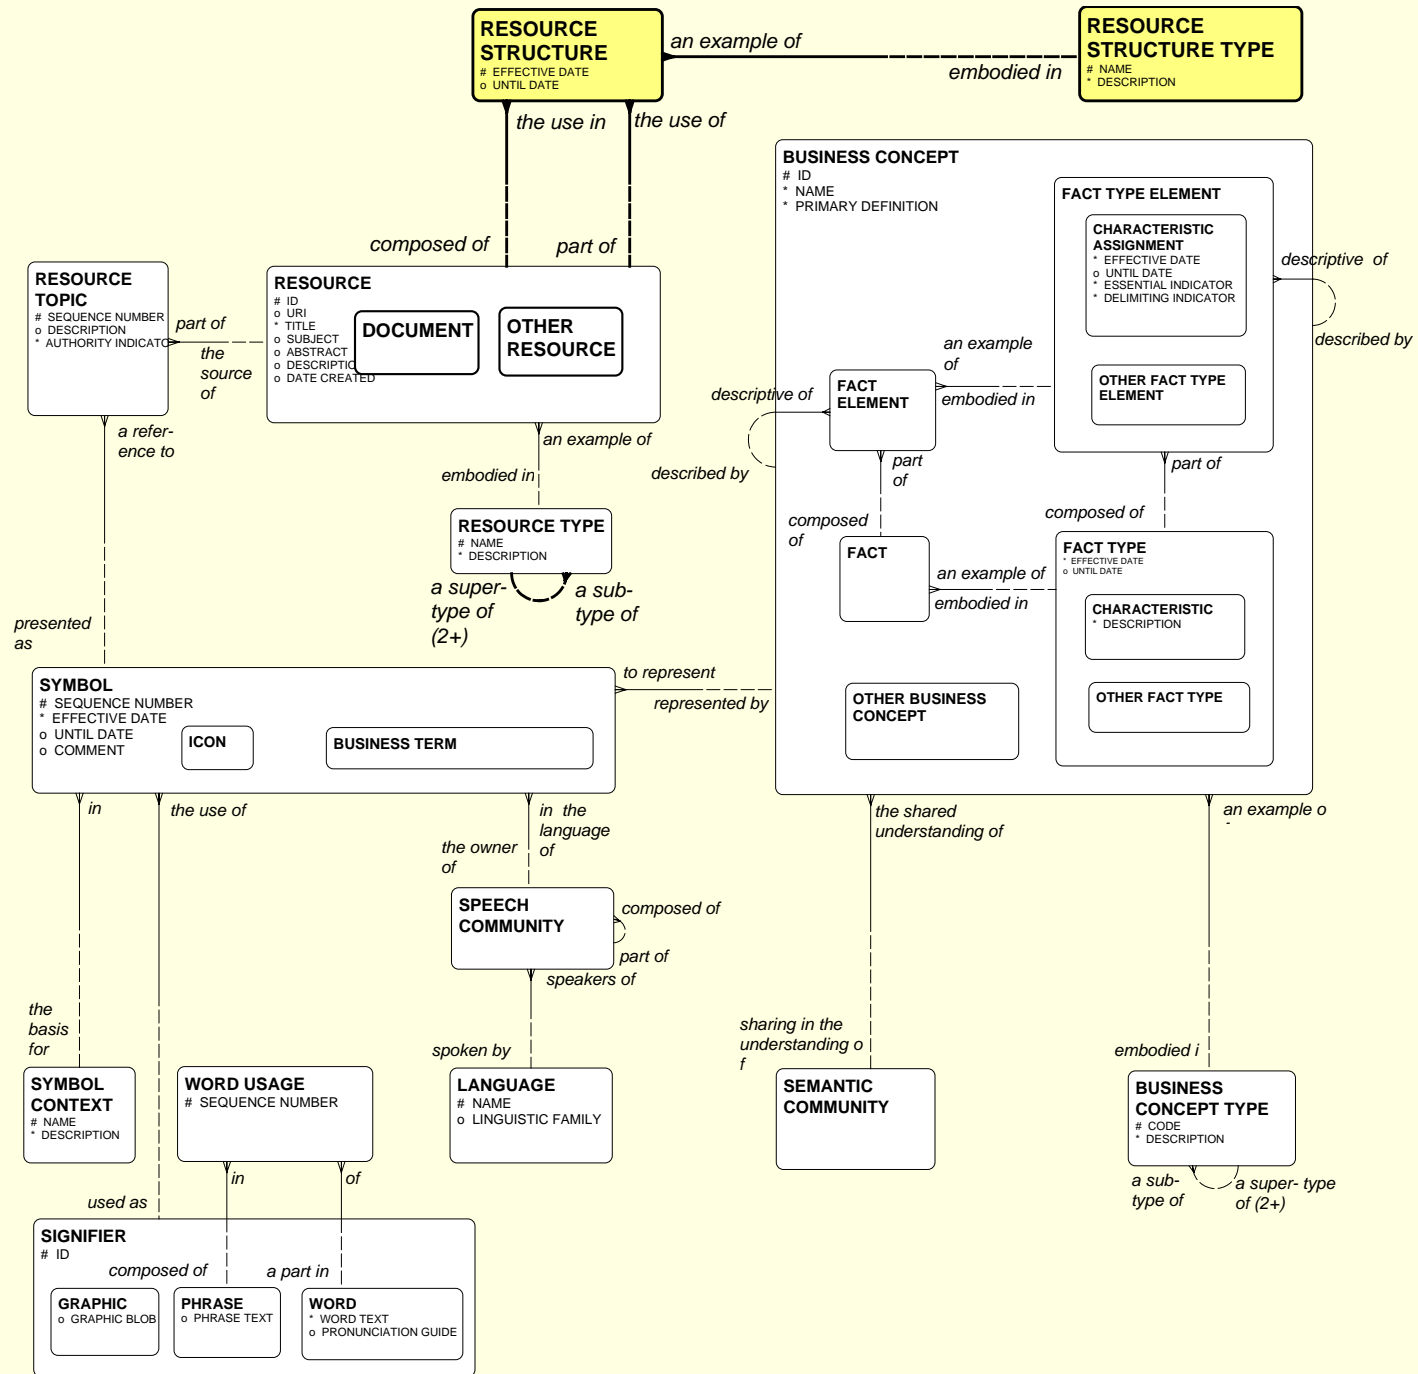 RESOURCE
STRUCTURE
# EFFECTIVE DATE
o UNTIL DATE
an example of
embodied in
RESOURCE
STRUCTURE TYPE
# NAME
* DESCRIPTION
the use in
the use of
composed of
part of
RESOURCE
TOPIC
# SEQUENCE NUMBER
o DESCRIPTION
* AUTHORITY INDICATO
part of
the
source
of
RESOURCE
# ID
o URI
* TITLE
o SUBJECT
o ABSTRACT
o DESCRIPTIO
o DATE CREATED
DOCUMENT
OTHER
RESOURCE
a refer-
ence to
an example of
embodied in
RESOURCE TYPE
# NAME
* DESCRIPTION
a super-
type of
(2+)
a sub-
type of
presented
as
BUSINESS CONCEPT
# ID
* NAME
* PRIMARY DEFINITION
FACT TYPE ELEMENT
CHARACTERISTIC
ASSIGNMENT
* EFFECTIVE DATE
o UNTIL DATE
* ESSENTIAL INDICATOR
* DELIMITING INDICATOR
OTHER FACT TYPE
ELEMENT
descriptive of
described by
an example
of
embodied in
FACT
ELEMENT
descriptive of
described by
part
of
composed
of
part of
composed of
FACT
an example of
embodied in
FACT TYPE
* EFFECTIVE DATE
o UNTIL DATE
CHARACTERISTIC
* DESCRIPTION
OTHER FACT TYPE
OTHER BUSINESS
CONCEPT
to represent
represented by
SYMBOL
# SEQUENCE NUMBER
* EFFECTIVE DATE
o UNTIL DATE
o COMMENT
ICON
BUSINESS TERM
in
the use of
in the
language
of
the owner
of
the shared
understanding of
an example o
SPEECH
COMMUNITY
composed of
part of
speakers of
the
basis
for
spoken by
sharing in the
understanding o
f
embodied i
SYMBOL
CONTEXT
# NAME
* DESCRIPTION
WORD USAGE
# SEQUENCE NUMBER
LANGUAGE
# NAME
o LINGUISTIC FAMILY
SEMANTIC
COMMUNITY
BUSINESS
CONCEPT TYPE
# CODE
* DESCRIPTION
a sub-
type of
a super- type
of (2+)
in
of
used as
SIGNIFIER
# ID
composed of
a part in
GRAPHIC
o GRAPHIC BLOB
PHRASE
o PHRASE TEXT
WORD
* WORD TEXT
o PRONUNCIATION GUIDE